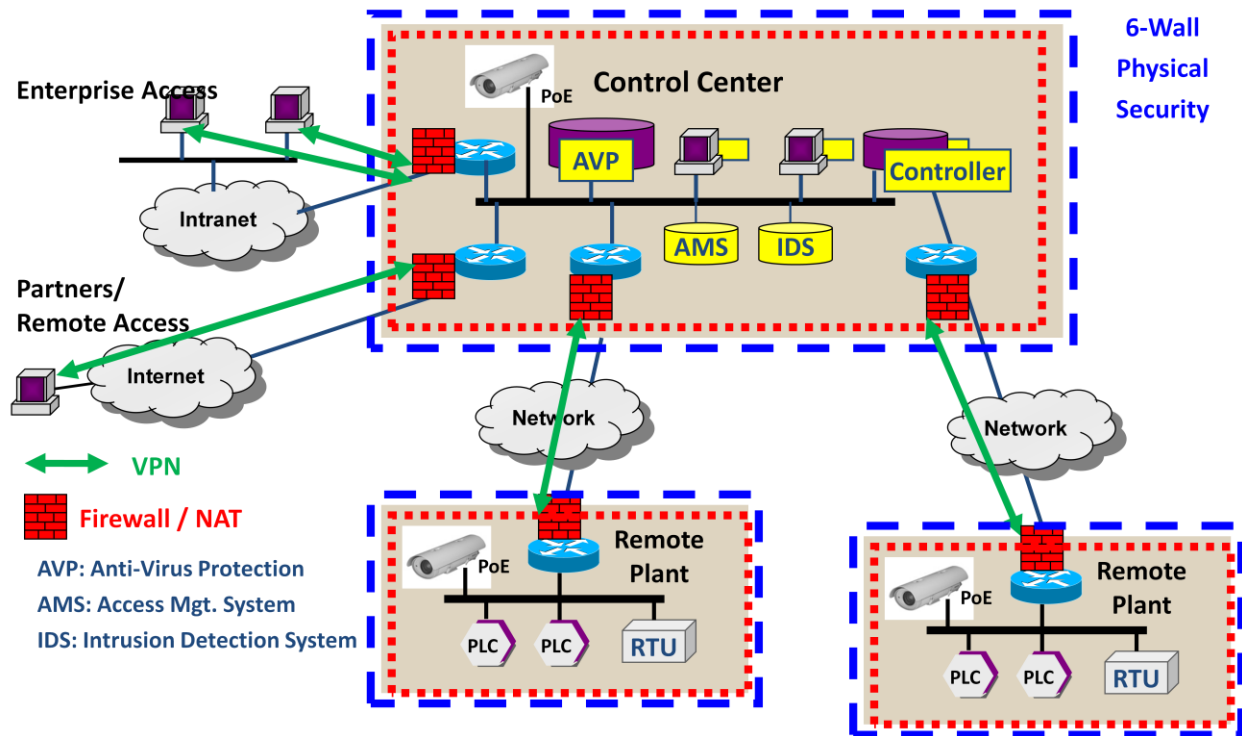 6-Wall
Physical
Security
Enterprise Access
Control Center
PoE
AVP
Controller
Intranet
AMS
IDS
Partners/
Remote Access
Internet
Network
Network
VPN
Firewall / NAT
AVP: Anti-Virus Protection
AMS: Access Mgt. System
IDS: Intrusion Detection System
Remote
Plant
PoE
PLC
PLC
RTU
Remote
Plant
PoE
PLC
PLC
RTU